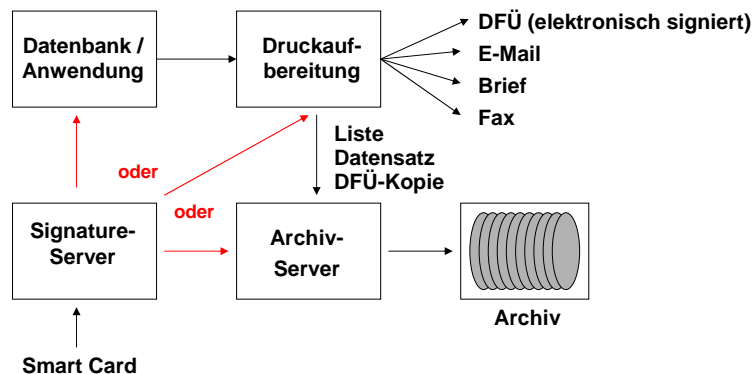 Datenbank /
Anwendung
Druckauf-
bereitung
DFÜ (elektronisch signiert)
E-Mail
Brief
Fax
Liste
Datensatz
DFÜ-Kopie
oder
oder
Signature-
Server
Archiv-
Server
Archiv
Smart Card